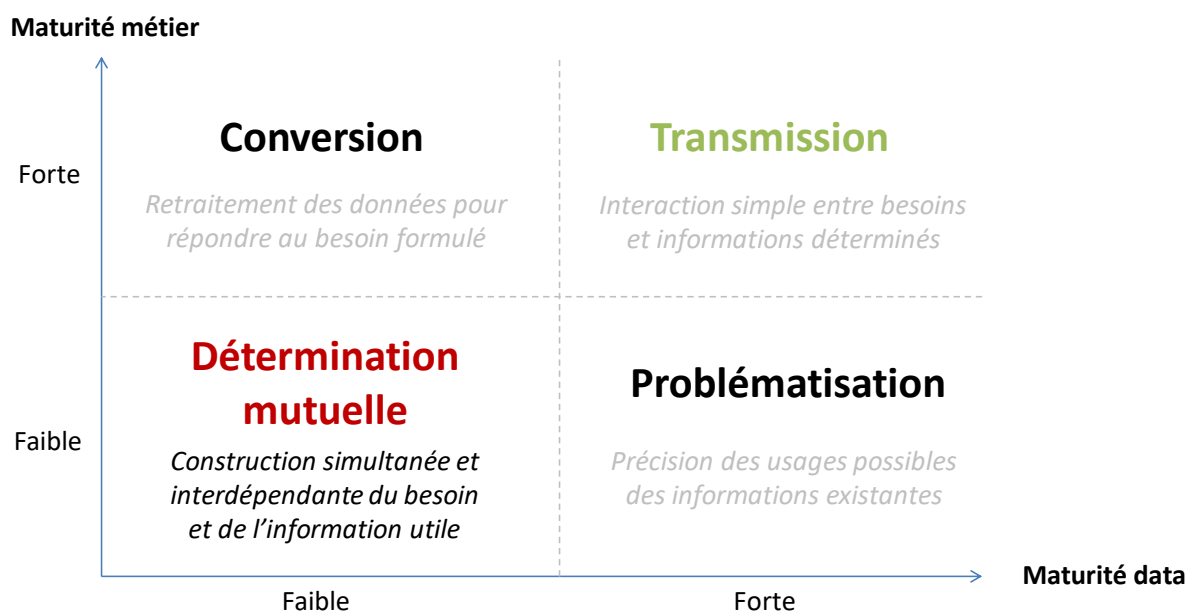 Maturité métier
Conversion
Transmission
Forte
Retraitement des données pour
répondre au besoin formulé
Interaction simple entre besoins
et informations déterminés
Détermination
mutuelle
Problématisation
Faible
Construction simultanée et
interdépendante du besoin
et de l’information utile
Précision des usages possibles
des informations existantes
Maturité data
Faible
Forte